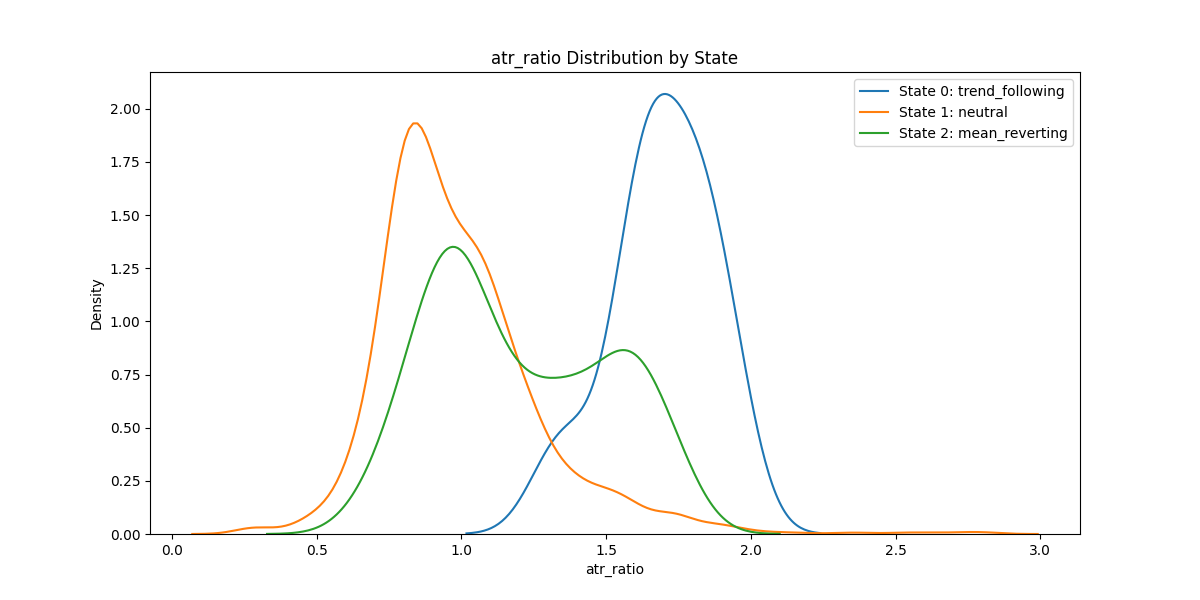 atr_ratio Distribution by State
State 0: trend_following
State 1: neutral
State 2: mean_reverting
Density
2.00
1.75
1.50
1.25
1.00
0.75
0.50
0.25
0.00
0.0 0.5 1.0 1.5 2.0 2.5 3.0
atr_ratio